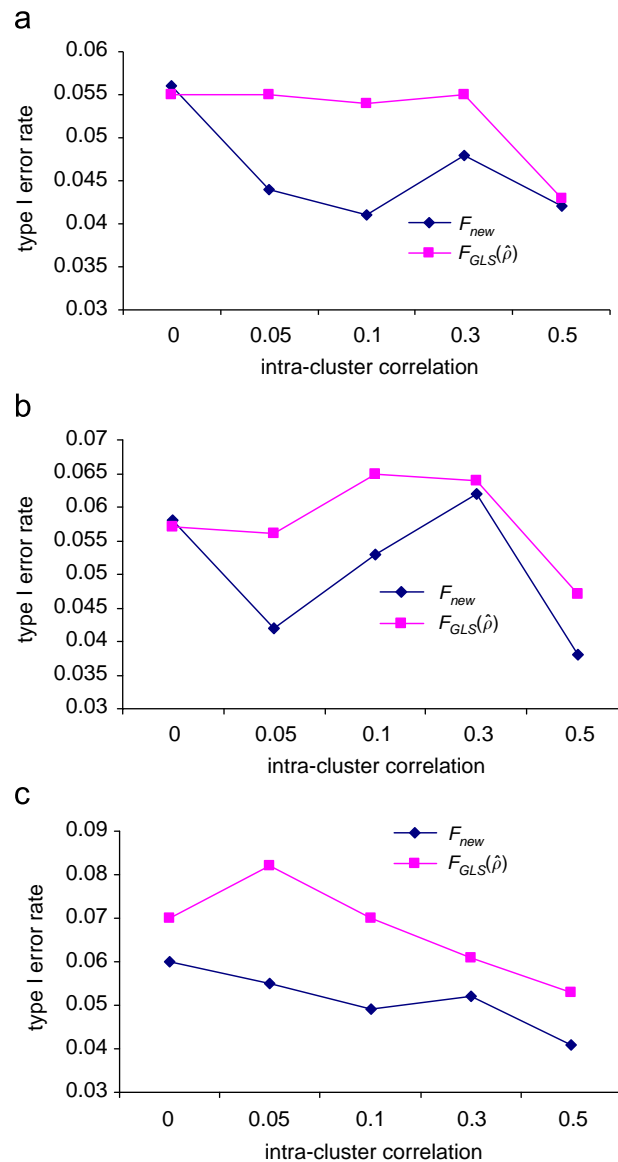 a
0.06
0.055
0.05
0.045
0.04
0.035
0.03
type I error rate
F_new
F_GLS(ρ̂)
0 0.05 0.1 0.3 0.5
intra-cluster correlation
b
0.07
0.065
0.06
0.055
0.05
0.045
0.04
0.035
0.03
type I error rate
F_new
F_GLS(ρ̂)
0 0.05 0.1 0.3 0.5
intra-cluster correlation
c
0.09
0.08
0.07
0.06
0.05
0.04
0.03
type I error rate
F_new
F_GLS(ρ̂)
0 0.05 0.1 0.3 0.5
intra-cluster correlation